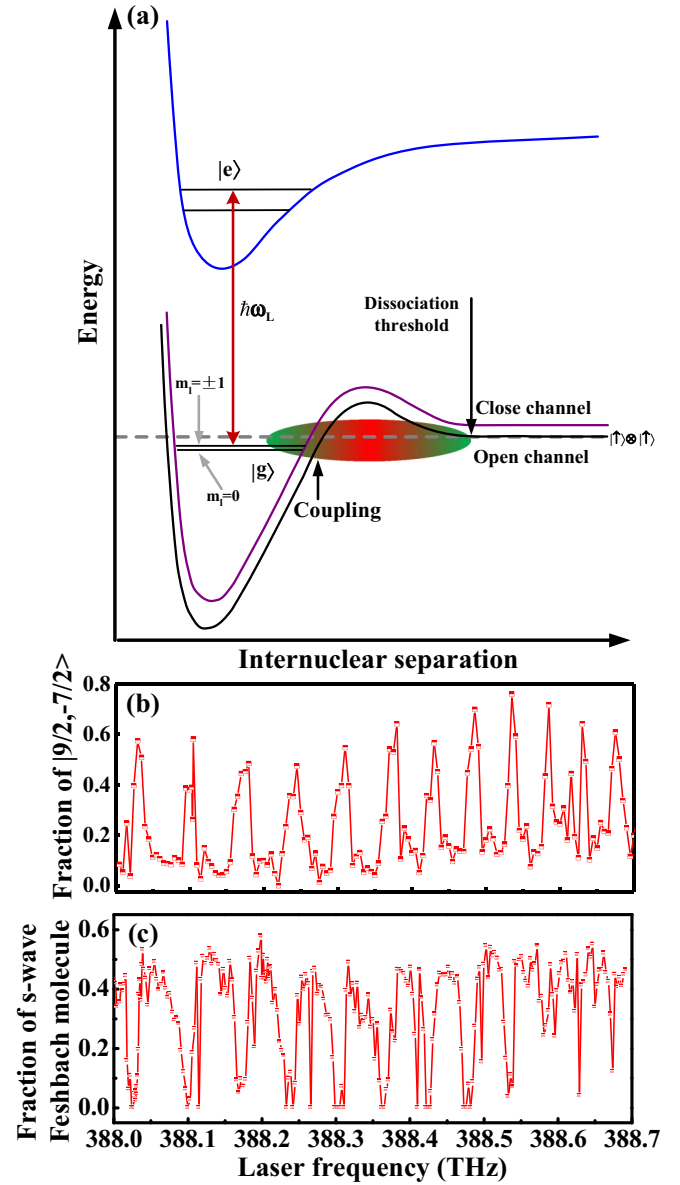 (a)
|e⟩
ħω_L
Dissociation
threshold
m_l=±1
Close channel
|↑⟩⊗|↑⟩
Open channel
|g⟩
m_l=0
Coupling
Energy
Internuclear separation
(b)
Fraction of |9/2,-7/2>
0.8
0.6
0.4
0.2
0.0
(c)
Fraction of s-wave
Feshbach molecule
0.6
0.4
0.2
0.0
388.0 388.1 388.2 388.3 388.4 388.5 388.6 388.7
Laser frequency (THz)